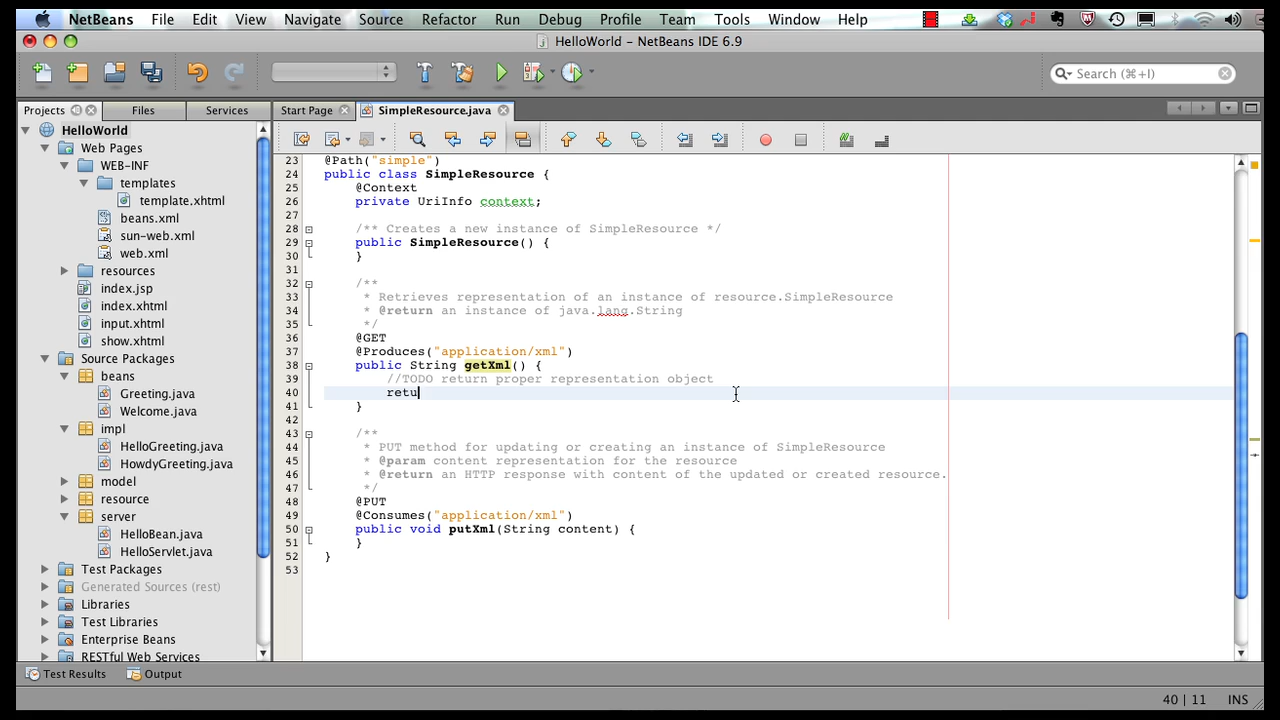 NetBeans File Edit View Navigate Source Refactor Run Debug Profile Team Tools Window Help
HelloWorld – NetBeans IDE 6.9
Search (⌘+I)
Projects Files Services
Start Page SimpleResource.java
HelloWorld
Web Pages
WEB-INF
templates
template.xhtml
beans.xml
sun-web.xml
web.xml
resources
index.jsp
index.xhtml
input.xhtml
show.xhtml
Source Packages
beans
Greeting.java
Welcome.java
impl
HelloGreeting.java
HowdyGreeting.java
model
resource
server
HelloBean.java
HelloServlet.java
Test Packages
Generated Sources (rest)
Libraries
Test Libraries
Enterprise Beans
RESTful Web Services
23 @Path("simple")
24 public class SimpleResource {
25 @Context
26 private UriInfo context;
27
28 /** Creates a new instance of SimpleResource */
29 public SimpleResource() {
30 }
31
32 /**
33 * Retrieves representation of an instance of resource.SimpleResource
34 * @return an instance of java.lang.String
35 */
36 @GET
37 @Produces("application/xml")
38 public String getXml() {
39 //TODO return proper representation object
40 retu
41 }
42
43 /**
44 * PUT method for updating or creating an instance of SimpleResource
45 * @param content representation for the resource
46 * @return an HTTP response with content of the updated or created resource.
47 */
48 @PUT
49 @Consumes("application/xml")
50 public void putXml(String content) {
51 }
52 }
53
Test Results Output
40 | 11 INS